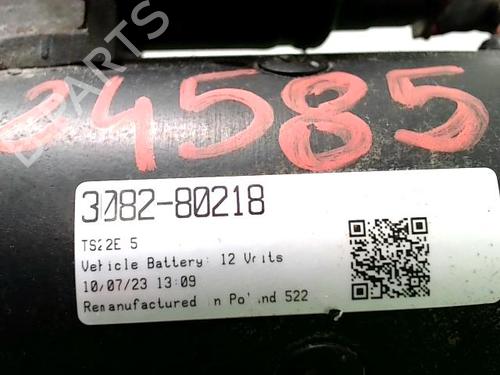 24585
3082-80218
TS22E 5
Vehicle Battery: 12 Volts
10/07/23 13:09
Remanufactured in Poland 522